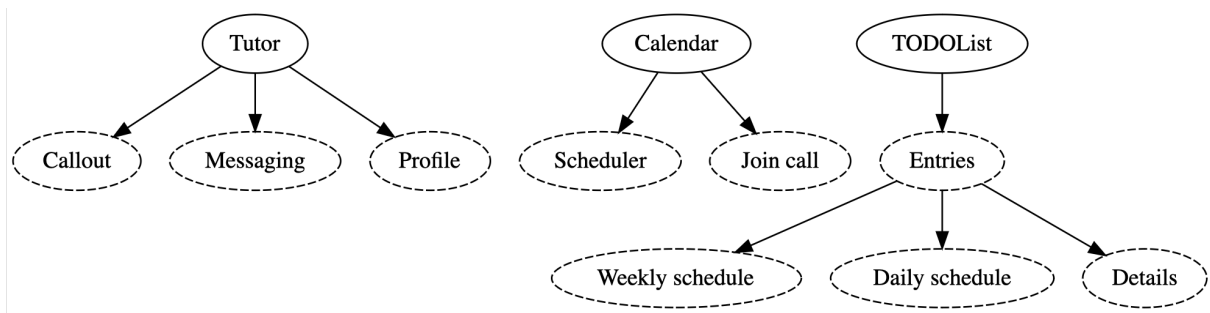 Tutor
Calendar
TODOList
Callout
Messaging
Profile
Scheduler
Join call
Entries
Weekly schedule
Daily schedule
Details